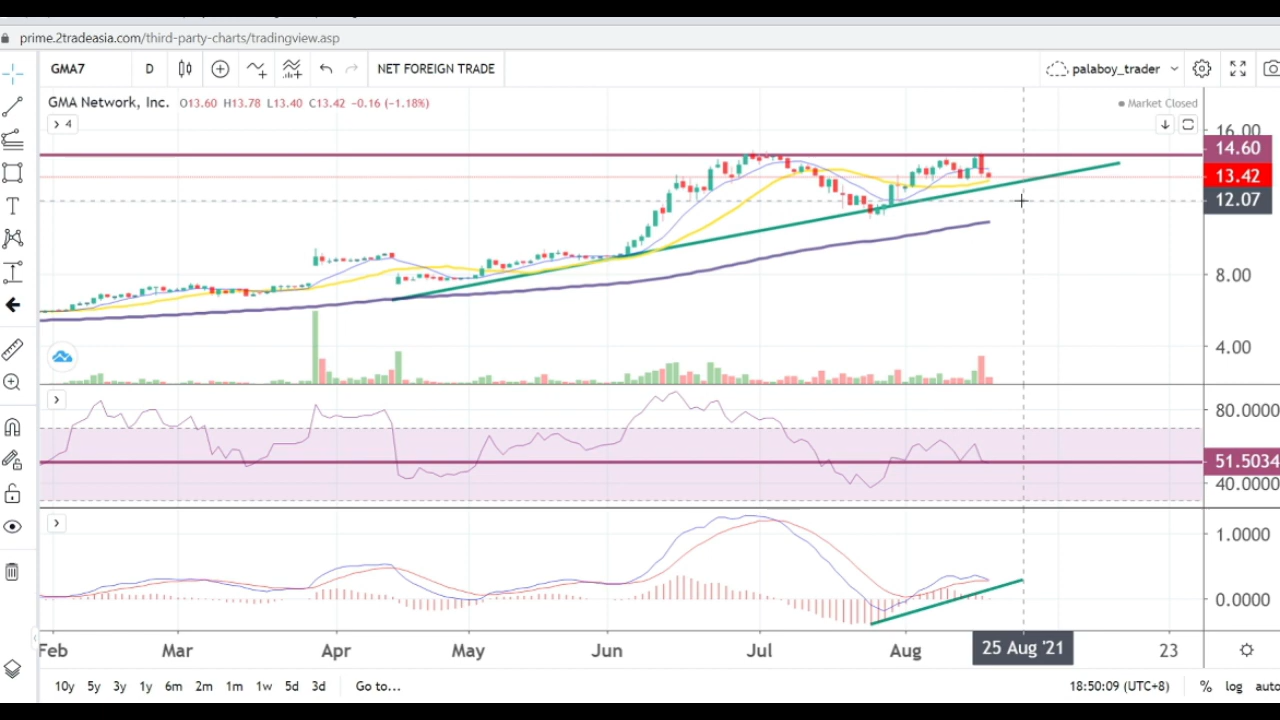 prime.2tradeasia.com/third-party-charts/tradingview.asp
GMA7 D NET FOREIGN TRADE palaboy_trader
GMA Network, Inc. O13.60 H13.78 L13.40 C13.42 -0.16 (-1.18%) Market Closed
4
16.00
14.60
13.42
12.07
8.00
4.00
80.0000
51.5034
40.0000
1.0000
0.0000
Feb Mar Apr May Jun Jul Aug 25 Aug '21 23
10y 5y 3y 1y 6m 2m 1m 1w 5d 3d Go to... 18:50:09 (UTC+8) % log auto